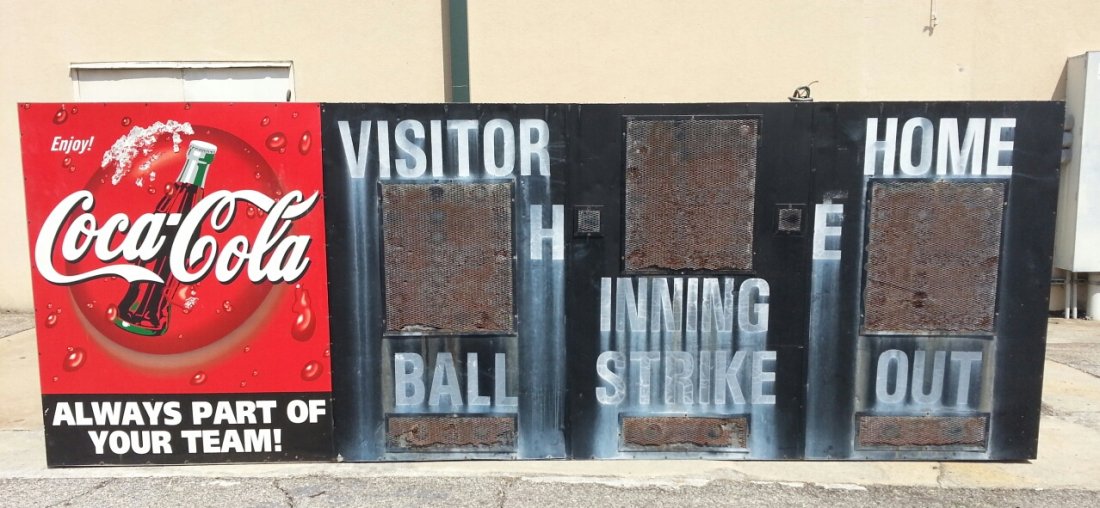 Enjoy!
Coca-Cola
ALWAYS PART OF
YOUR TEAM!
VISITOR
H
INNING
E
HOME
BALL
STRIKE
OUT